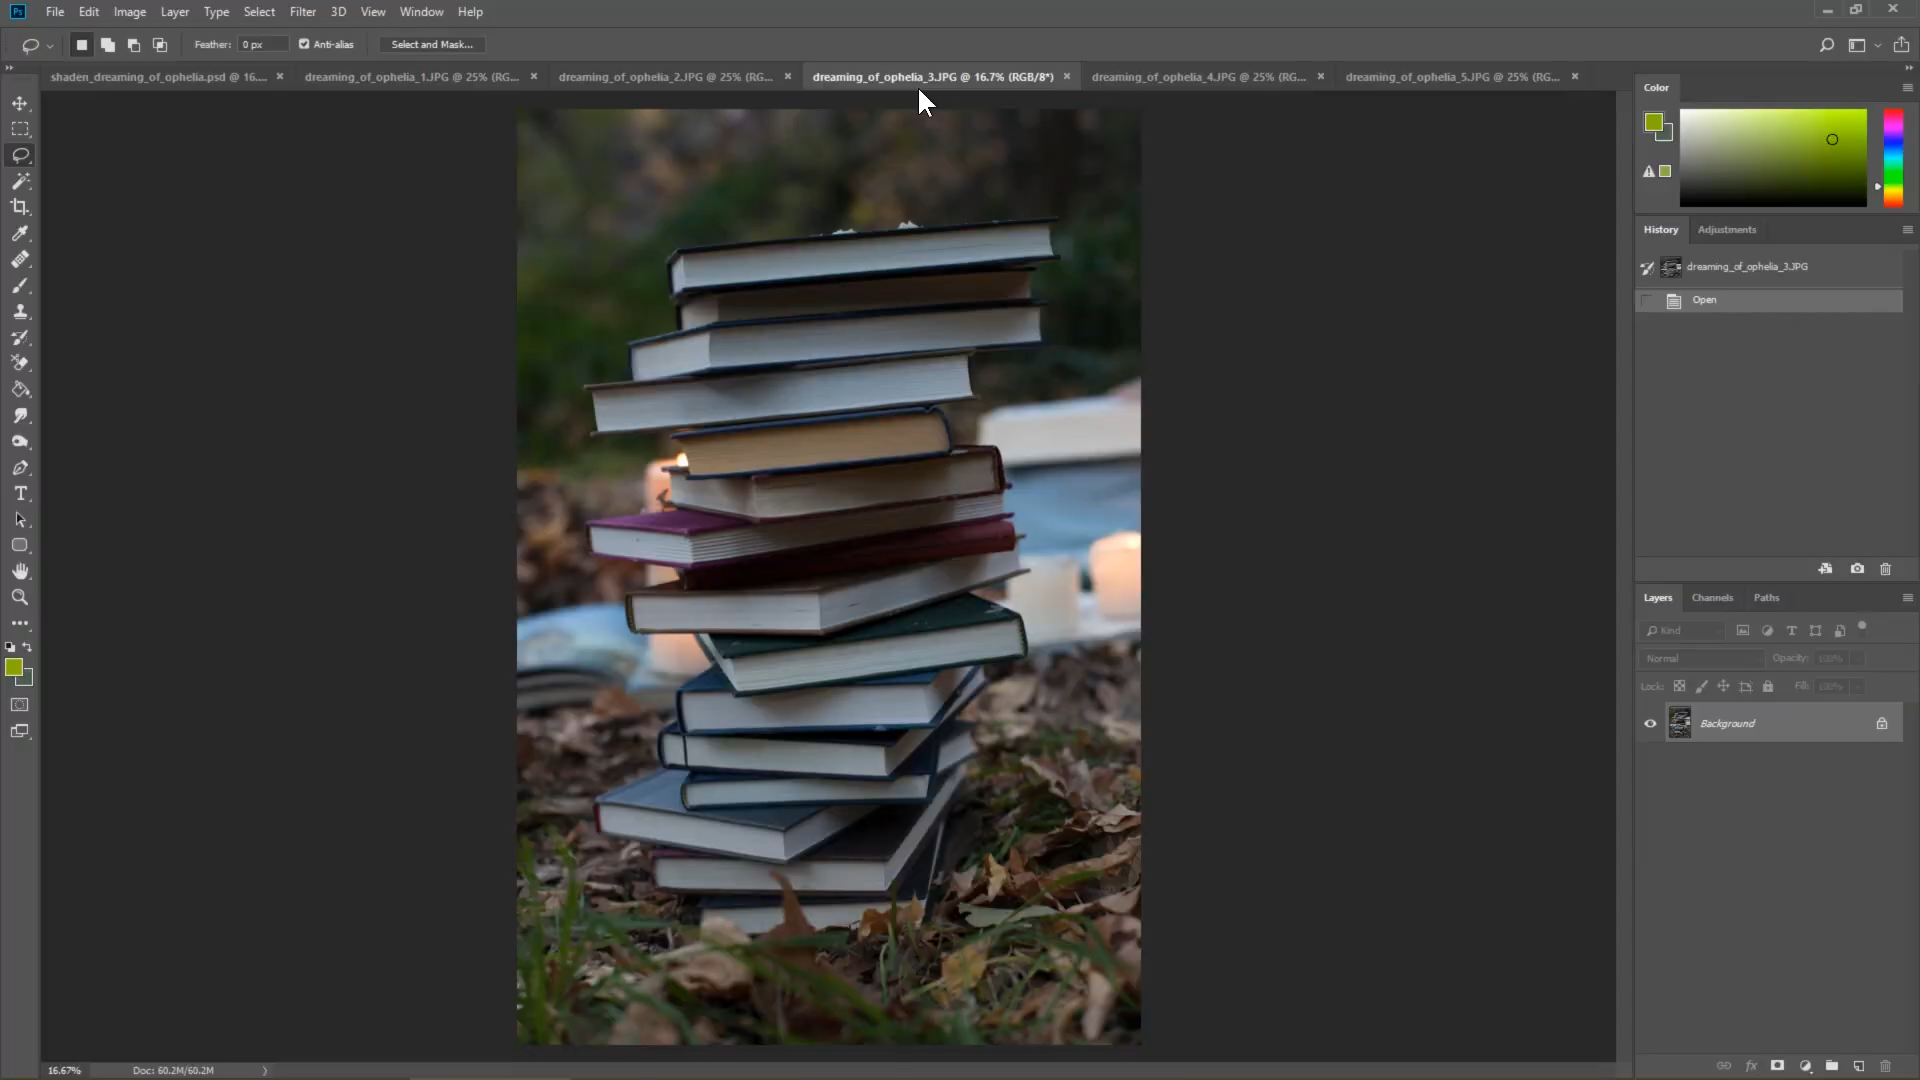 Ps File Edit Image Layer Type Select Filter 3D View Window Help
Feather: 0 px Anti-alias Select and Mask...
shaden_dreaming_of_ophelia.psd @ 16.... × dreaming_of_ophelia_1.JPG @ 25% (RG... × dreaming_of_ophelia_2.JPG @ 25% (RG... × dreaming_of_ophelia_3.JPG @ 16.7% (RGB/8*) × dreaming_of_ophelia_4.JPG @ 25% (RG... × dreaming_of_ophelia_5.JPG @ 25% (RG... ×
Color
History Adjustments
dreaming_of_ophelia_3.JPG
Open
Layers Channels Paths
Kind
Normal Opacity: 100%
Lock: Fill: 100%
Background
16.67% Doc: 60.2M/60.2M